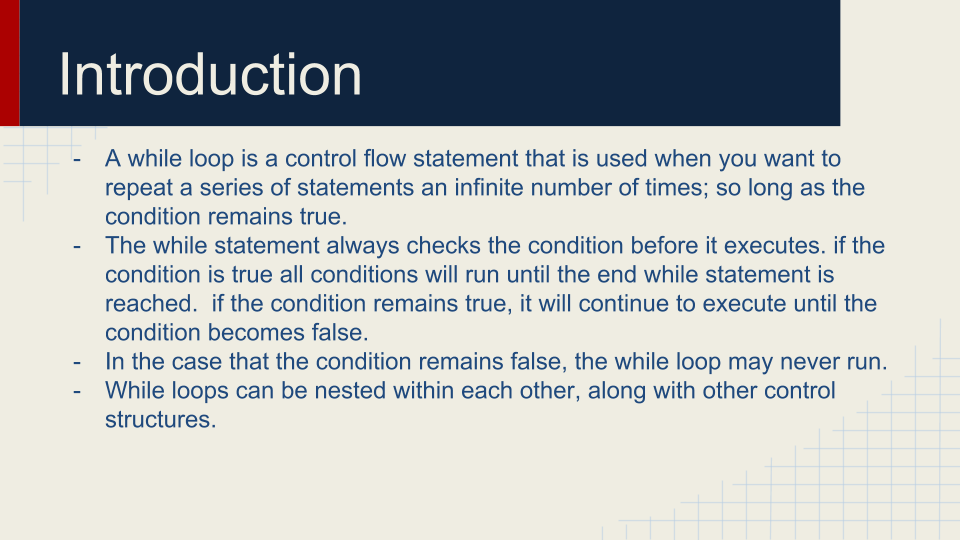 Introduction
- A while loop is a control flow statement that is used when you want to
repeat a series of statements an infinite number of times; so long as the
condition remains true.
- The while statement always checks the condition before it executes. if the
condition is true all conditions will run until the end while statement is
reached.  if the condition remains true, it will continue to execute until the
condition becomes false.
- In the case that the condition remains false, the while loop may never run.
- While loops can be nested within each other, along with other control
structures.